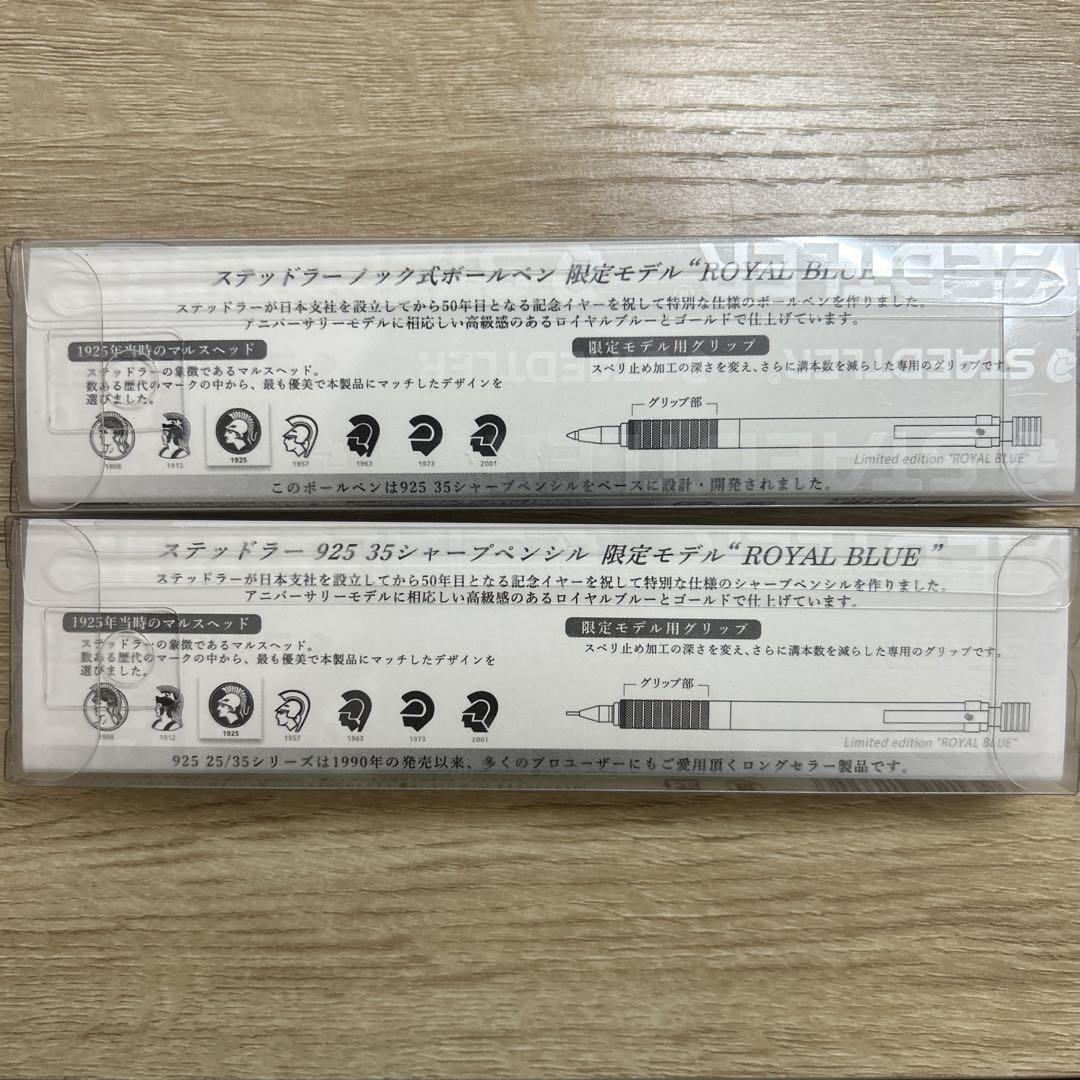 ステッドラー ノック式ボールペン 限定モデル“ROYAL BLUE
ステッドラーが日本支社を設立してから50年目となる記念イヤーを祝して特別な仕様のボールペンを作りました。
アニバーサリーモデルに相応しい高級感のあるロイヤルブルーとゴールドで仕上げています。
1925年当時のマルスヘッド
ステッドラーの象徴であるマルスヘッド。
数ある歴代のマークの中から、最も優美で本製品にマッチしたデザインを
選びました。
1908 1912 1925 1957 1963 1973 2001
限定モデル用グリップ
スベリ止め加工の深さを変え、さらに溝本数を減らした専用のグリップです。
グリップ部
Limited edition "ROYAL BLUE"
このボールペンは925 35シャープペンシルをベースに設計・開発されました。
STAEDTLER
ステッドラー 925 35シャープペンシル 限定モデル“ROYAL BLUE ”
ステッドラーが日本支社を設立してから50年目となる記念イヤーを祝して特別な仕様のシャープペンシルを作りました。
アニバーサリーモデルに相応しい高級感のあるロイヤルブルーとゴールドで仕上げています。
1925年当時のマルスヘッド
ステッドラーの象徴であるマルスヘッド。
数ある歴代のマークの中から、最も優美で本製品にマッチしたデザインを
選びました。
1908 1912 1925 1957 1963 1973 2001
限定モデル用グリップ
スベリ止め加工の深さを変え、さらに溝本数を減らした専用のグリップです。
グリップ部
Limited edition "ROYAL BLUE"
925 25/35シリーズは1990年の発売以来、多くのプロユーザーにもご愛用頂くロングセラー製品です。